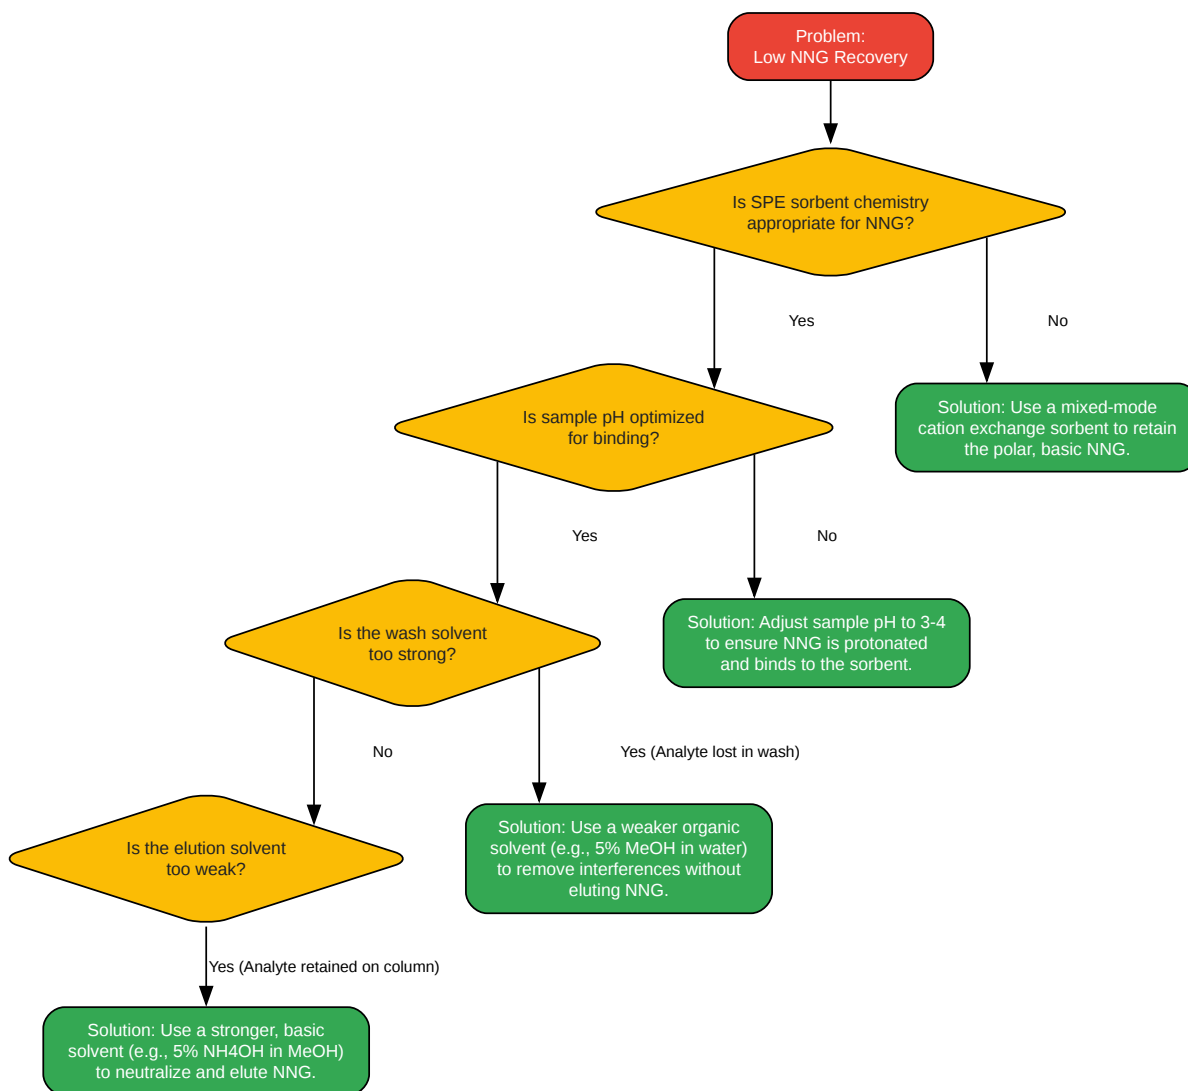 Problem:
Low NNG Recovery
Is SPE sorbent chemistry
appropriate for NNG?
Yes
No
Is sample pH optimized
for binding?
Solution: Use a mixed-mode
cation exchange sorbent to retain
the polar, basic NNG.
Yes
No
Is the wash solvent
too strong?
Solution: Adjust sample pH to 3-4
to ensure NNG is protonated
and binds to the sorbent.
No
Yes (Analyte lost in wash)
Is the elution solvent
too weak?
Solution: Use a weaker organic
solvent (e.g., 5% MeOH in water)
to remove interferences without
eluting NNG.
Yes (Analyte retained on column)
Solution: Use a stronger, basic
solvent (e.g., 5% NH4OH in MeOH)
to neutralize and elute NNG.